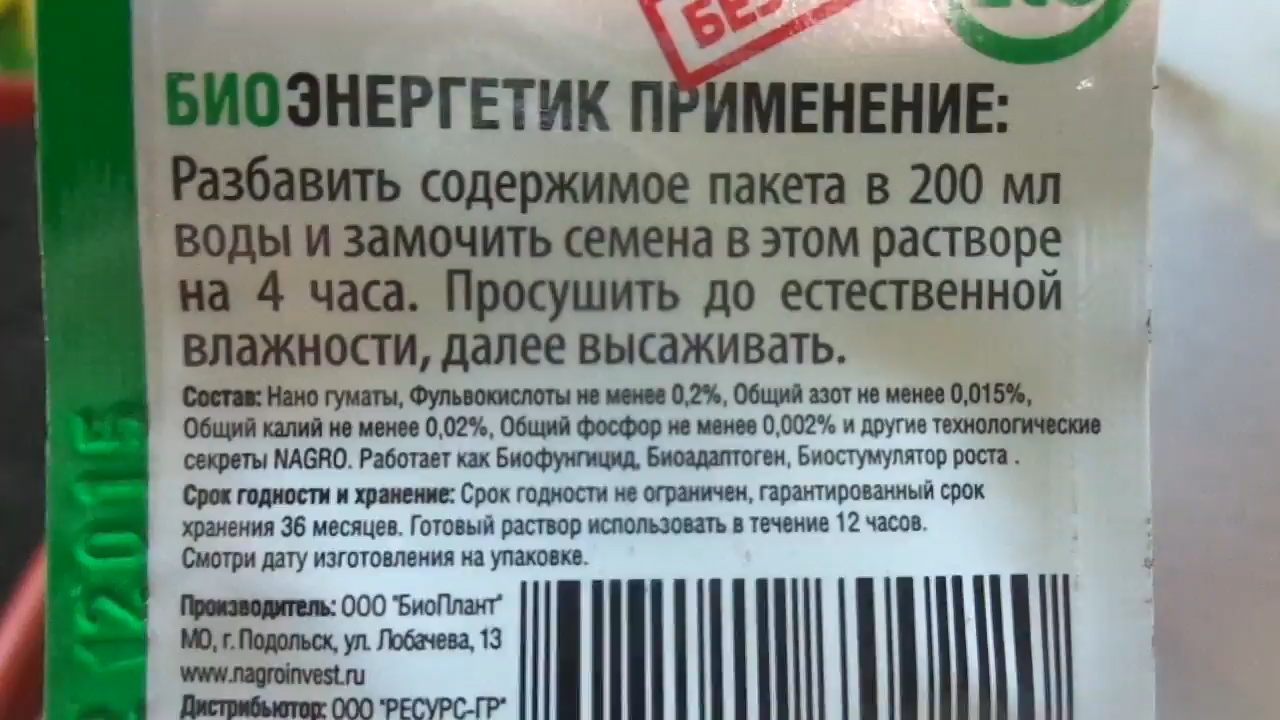 БИОЭНЕРГЕТИК ПРИМЕНЕНИЕ:
Разбавить содержимое пакета в 200 мл
воды и замочить семена в этом растворе
на 4 часа. Просушить до естественной
влажности, далее высаживать.
Состав: Нано гуматы, Фульвокислоты не менее 0,2%, Общий азот не менее 0,015%,
Общий калий не менее 0,02%, Общий фосфор не менее 0,002% и другие технологические
секреты NAGRO. Работает как Биофунгицид, Биоадаптоген, Биостумулятор роста .
Срок годности и хранение: Срок годности не ограничен, гарантированный срок
хранения 36 месяцев. Готовый раствор использовать в течение 12 часов.
Смотри дату изготовления на упаковке.
Производитель: ООО "БиоПлант"
МО, г. Подольск, ул. Лобачева, 13
www.nagroinvest.ru
Дистрибьютор: ООО "РЕСУРС-ГР"